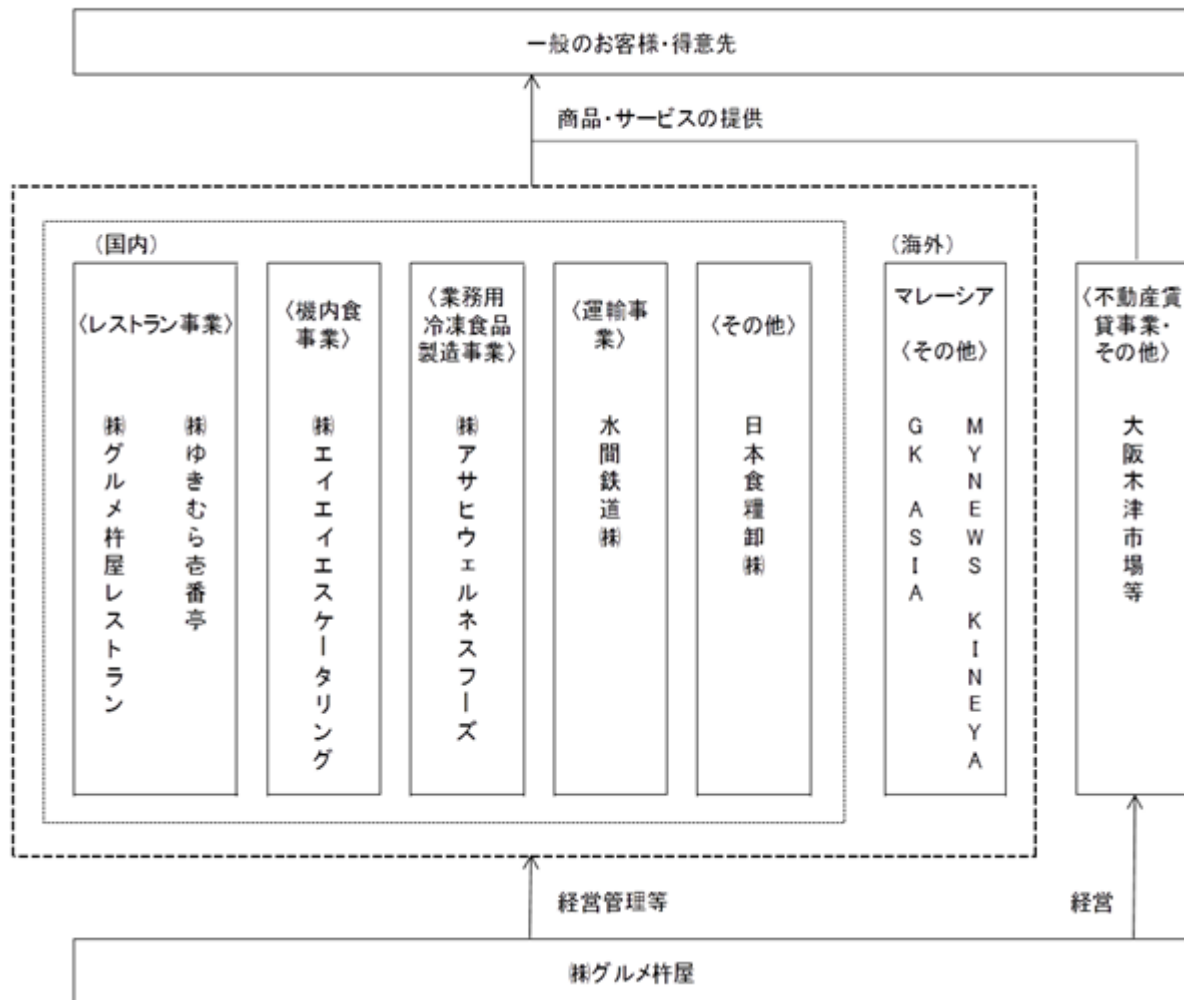 一般のお客様・得意先
商品・サービスの提供
（国内）
〈レストラン事業〉
㈱グルメ杵屋レストラン
㈱ゆきむら壱番亭
〈機内食
事業〉
㈱エイエイエスケータリング
〈業務用
冷凍食品
製造事業〉
㈱アサヒウェルネスフーズ
〈運輸事
業〉
水間鉄道㈱
〈その他〉
日本食糧卸㈱
（海外）
マレーシア
〈その他〉
GK ASIA
MYNEWS KINEYA
〈不動産賃
貸事業・
その他〉
大阪木津市場等
経営管理等
経営
㈱グルメ杵屋